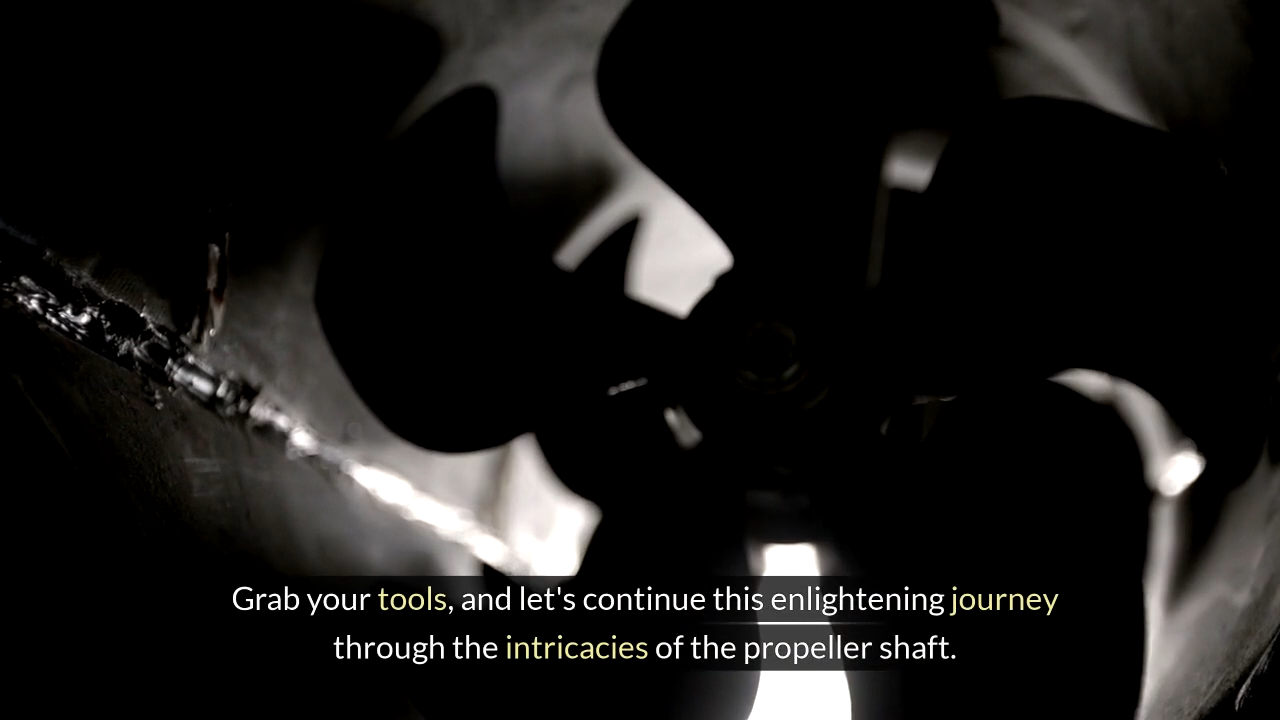 Grab your tools, and let's continue this enlightening journey
through the intricacies of the propeller shaft.